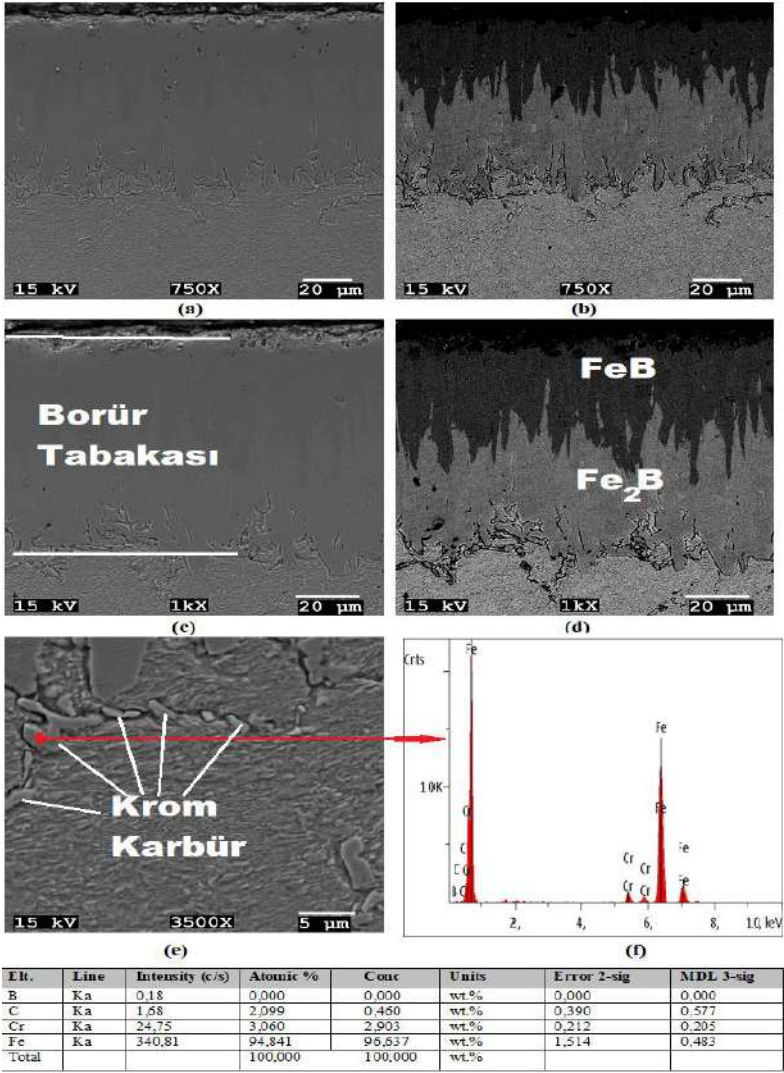 15 kV 750X 20 µm
15 kV 750X 20 µm
(a) (b)
Borür
Tabakası
FeB
Fe2B
15 kV 1kX 20 µm
15 kV 1kX 20 µm
(c) (d)
Krom
Karbür
15 kV 3500X 5 µm
Cnts
Fe
10K
Cr
C
C
B
Cr
Cr
Cr
Cr
Fe
Fe
Fe
Fe
2, 4, 6, 8, 10, keV
(e) (f)
Elt. Line Intensity (c/s) Atomic % Conc Units Error 2-sig MDL 3-sig
B Ka 0,18 0,000 0,000 wt.% 0,000 0,000
C Ka 1,68 2,099 0,460 wt.% 0,390 0,577
Cr Ka 24,75 3,060 2,903 wt.% 0,212 0,205
Fe Ka 340,81 94,841 96,637 wt.% 1,514 0,483
Total 100,000 100,000 wt.%